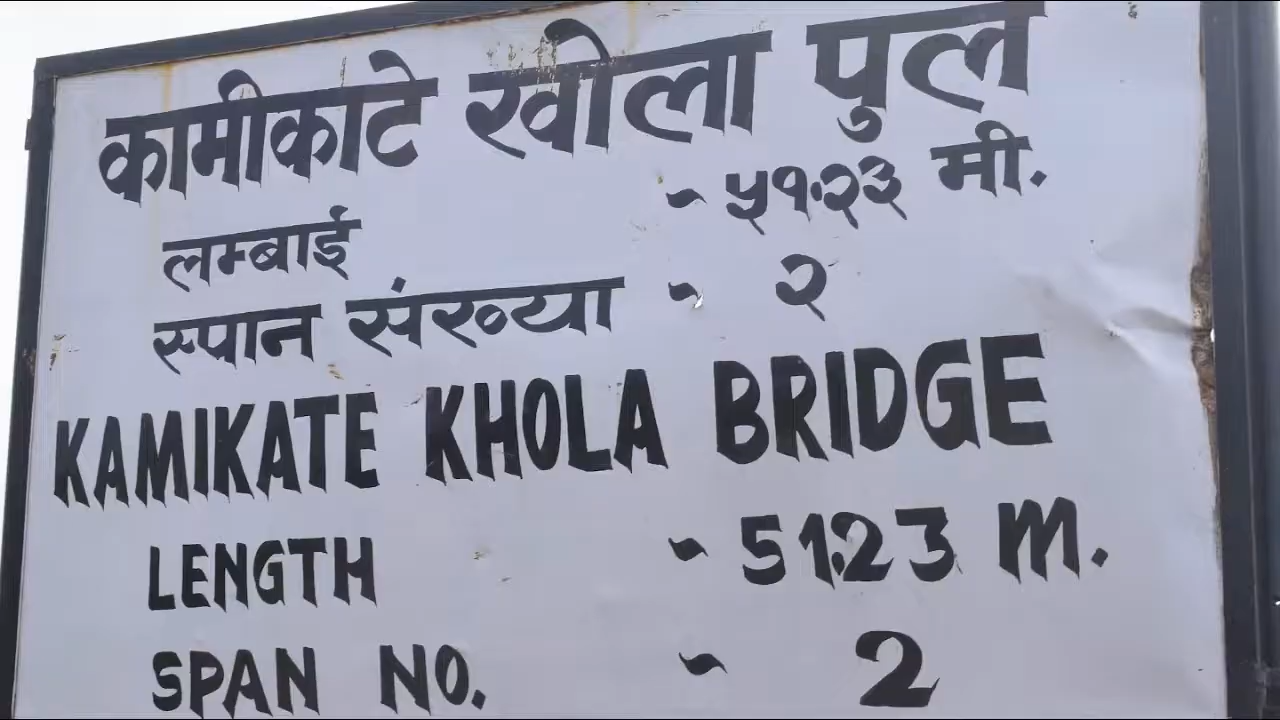 कामीकाटे खोला पुल
लम्बाई - ५१.२३ मी.
स्पान संख्या - २
KAMIKATE KHOLA BRIDGE
LENGTH - 51.23 M.
SPAN NO. - 2